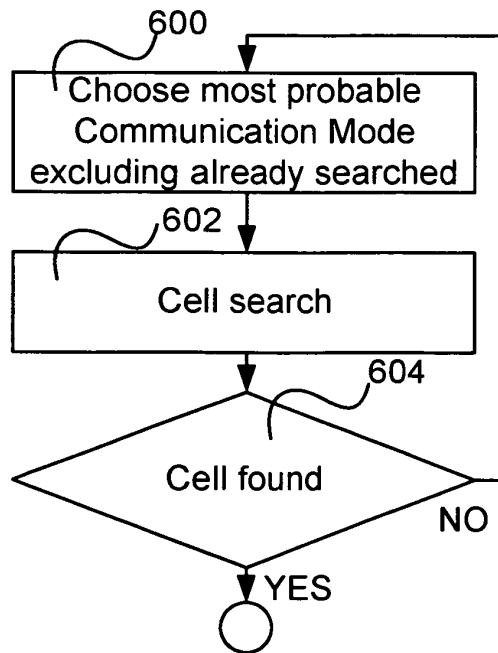 600
Choose most probable
Communication Mode
excluding already searched
602
Cell search
604
Cell found
NO
YES